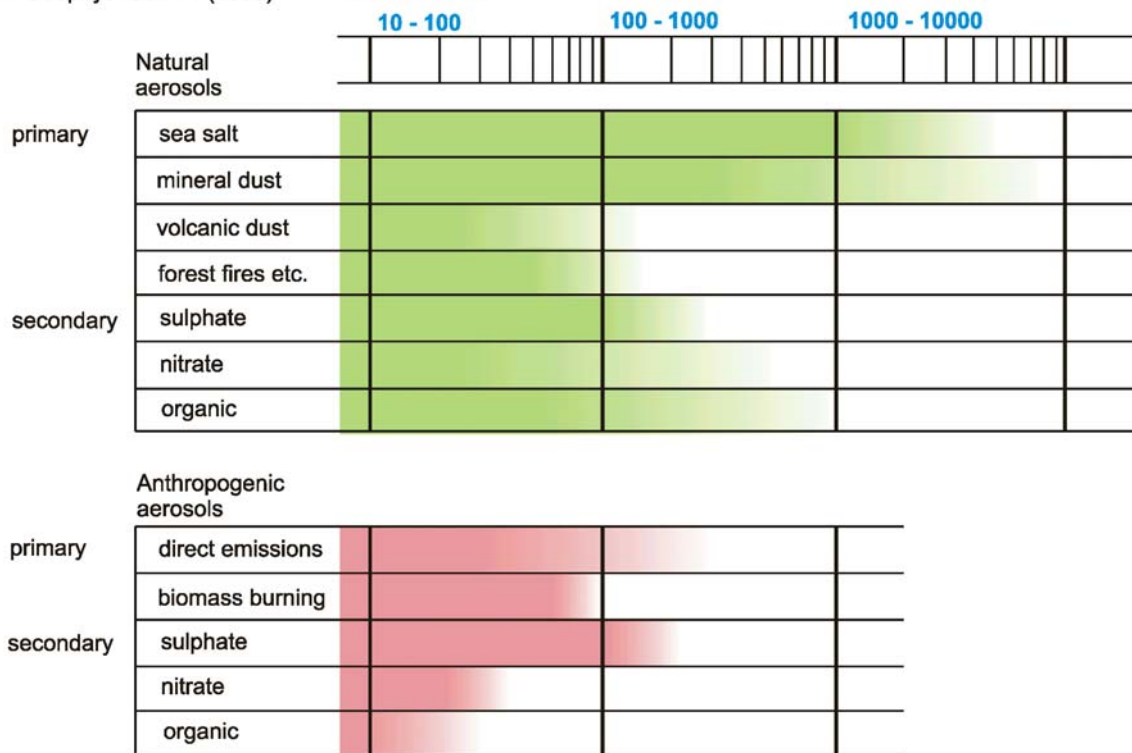 10 - 100 100 - 1000 1000 - 10000
Natural
aerosols
primary sea salt
mineral dust
volcanic dust
forest fires etc.
secondary sulphate
nitrate
organic
Anthropogenic
aerosols
primary direct emissions
biomass burning
secondary sulphate
nitrate
organic